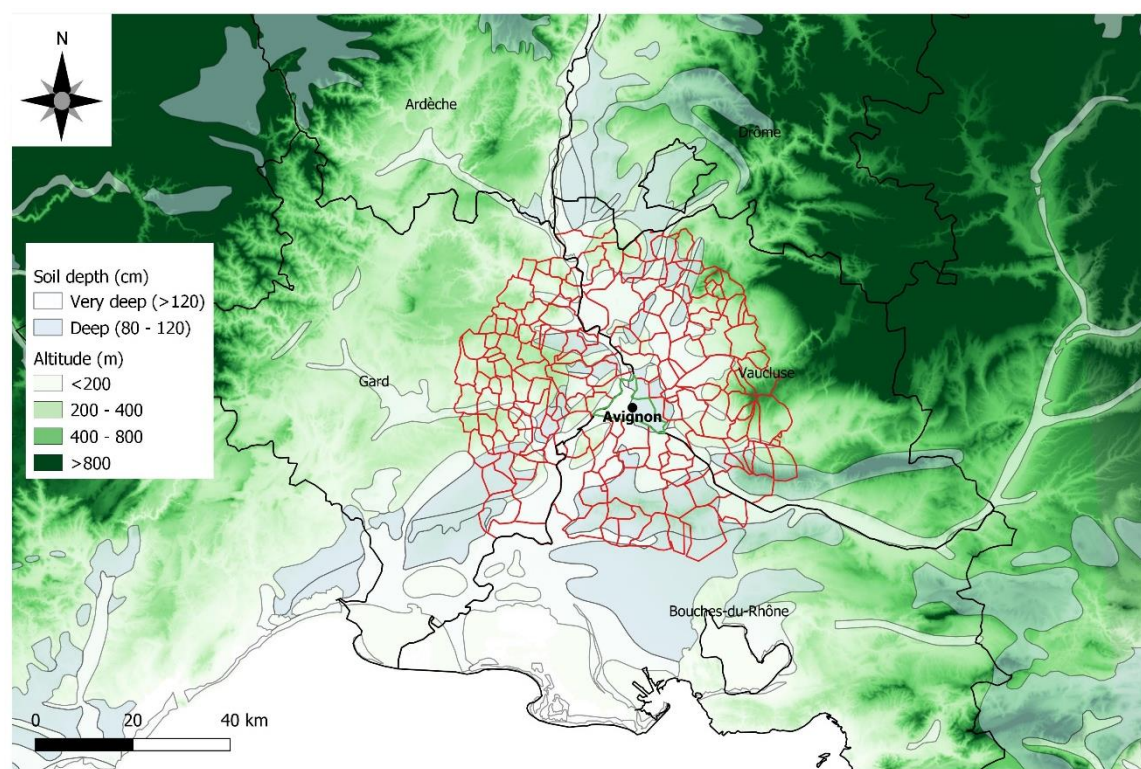 N
Ardèche
Drôme
Soil depth (cm)
Very deep (>120)
Deep (80 - 120)
Altitude (m)
<200
200 - 400
400 - 800
>800
Gard
Vaucluse
Avignon
Bouches-du-Rhône
0 20 40 km